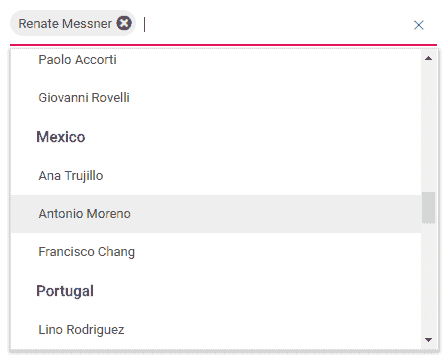 Renate Messner
Paolo Accorti
Giovanni Rovelli
Mexico
Ana Trujillo
Antonio Moreno
Francisco Chang
Portugal
Lino Rodriguez